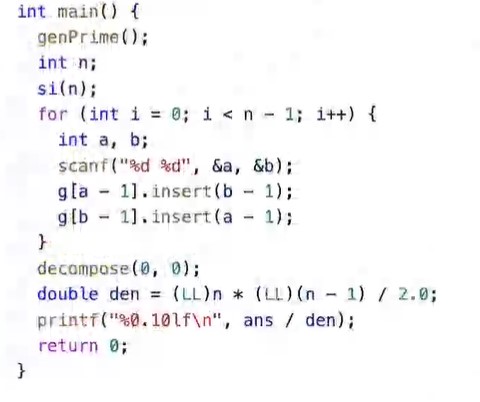 int main() {
  genPrime();
  int n;
  si(n);
  for (int i = 0; i < n - 1; i++) {
    int a, b;
    scanf("%d %d", &a, &b);
    g[a - 1].insert(b - 1);
    g[b - 1].insert(a - 1);
  }
  decompose(0, 0);
  double den = (LL)n * (LL)(n - 1) / 2.0;
  printf("%0.10lf\n", ans / den);
  return 0;
}